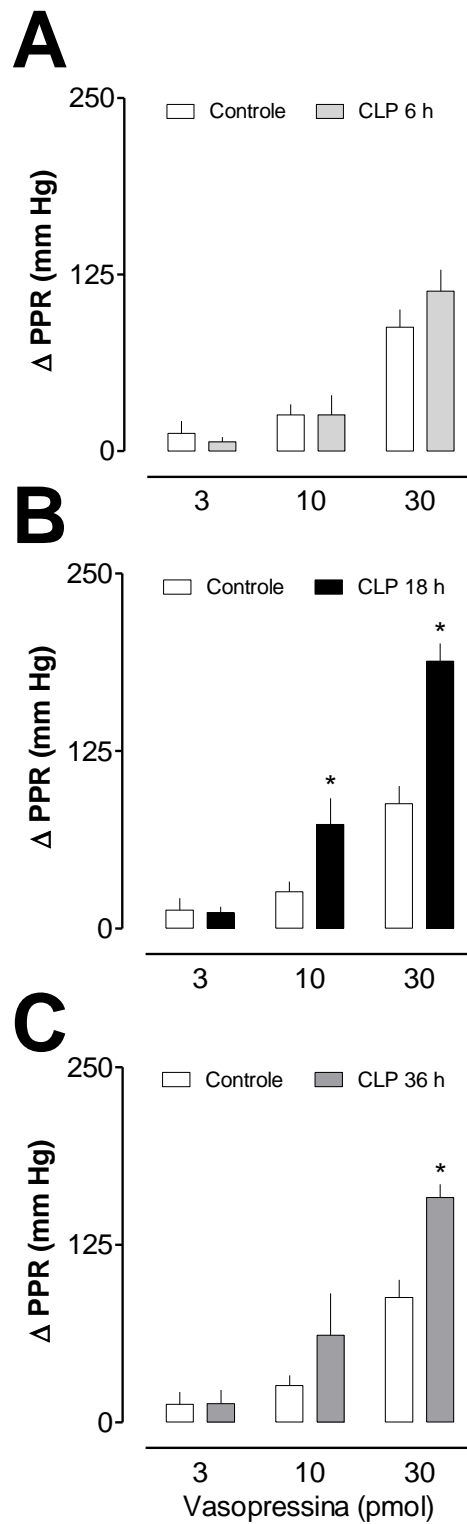 A
250
Controle CLP 6 h
Δ PPR (mm Hg)
125
0
3 10 30
B
250
Controle CLP 18 h
*
Δ PPR (mm Hg)
125
*
0
3 10 30
C
250
Controle CLP 36 h
*
Δ PPR (mm Hg)
125
0
3 10 30
Vasopressina (pmol)